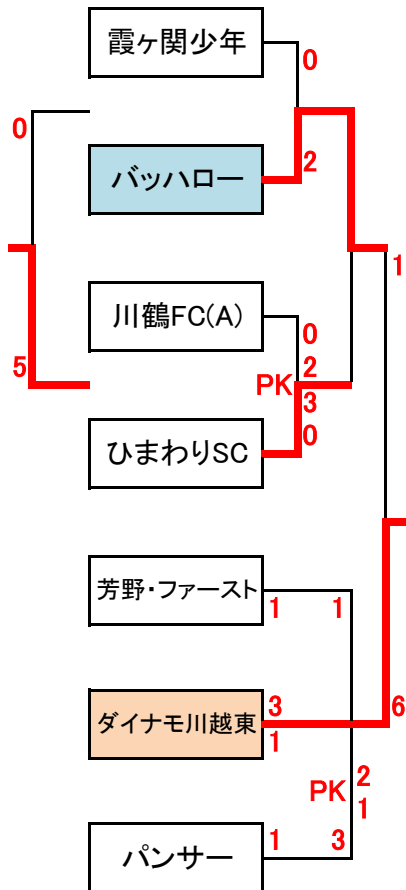 霞ヶ関少年
0
0
バッハロー
2
1
川鶴FC(A)
0
2
5
PK
3
0
ひまわりSC
芳野・ファースト
1
1
ダイナモ川越東
3
6
1
2
PK
1
パンサー
1
3